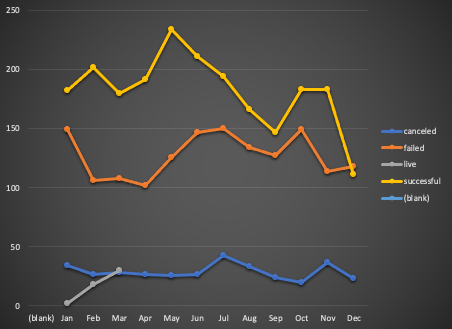 250
200
150
100
50
0
(blank) Jan Feb Mar Apr May Jun Jul Aug Sep Oct Nov Dec
canceled
failed
live
successful
(blank)